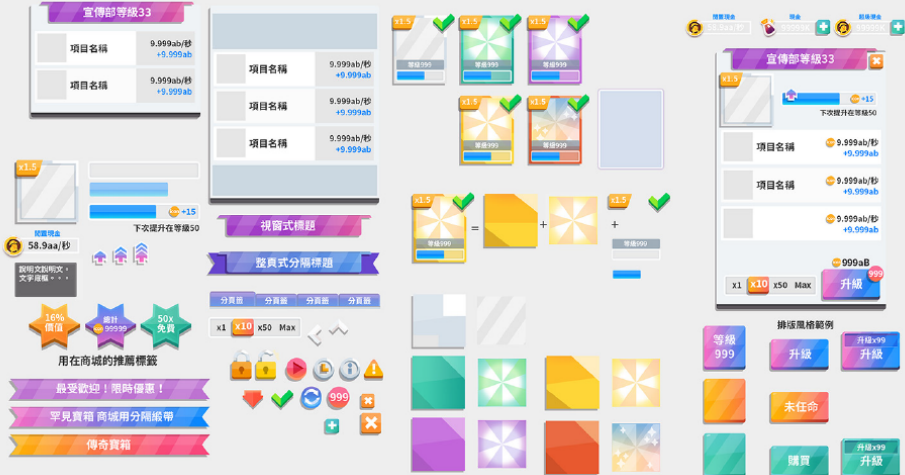 宣傳部等級33
項目名稱
9.999ab/秒
+9.999ab
項目名稱
9.999ab/秒
+9.999ab
項目名稱
9.999ab/秒
+9.999ab
項目名稱
9.999ab/秒
+9.999ab
項目名稱
9.999ab/秒
+9.999ab
x1.5
+15
下次提升在等級50
閒置現金
58.9aa/秒
說明文說明文，
文字底框。。。
16%
價值
總計
99999
50x
免費
用在商城的推薦標籤
最受歡迎！限時優惠！
罕見寶箱 商城用分隔緞帶
傳奇寶箱
視窗式標題
整頁式分隔標題
分頁籤
分頁籤
分頁籤
分頁籤
x1
x10
x50
Max
999
x1.5
等級999
x1.5
等級999
x1.5
等級999
x1.5
等級999
x1.5
等級999
x1.5
等級999
=
+
+
x1.5
等級999
閒置現金
現金
超級現金
宣傳部等級33
x1.5
+15
下次提升在等級50
項目名稱
9.999ab/秒
+9.999ab
項目名稱
9.999ab/秒
+9.999ab
9.999ab/秒
+9.999ab
999aB
x1
x10
x50
Max
升級
999
排版風格範例
等級
999
升級
升級x99
升級
未任命
購買
升級x99
升級